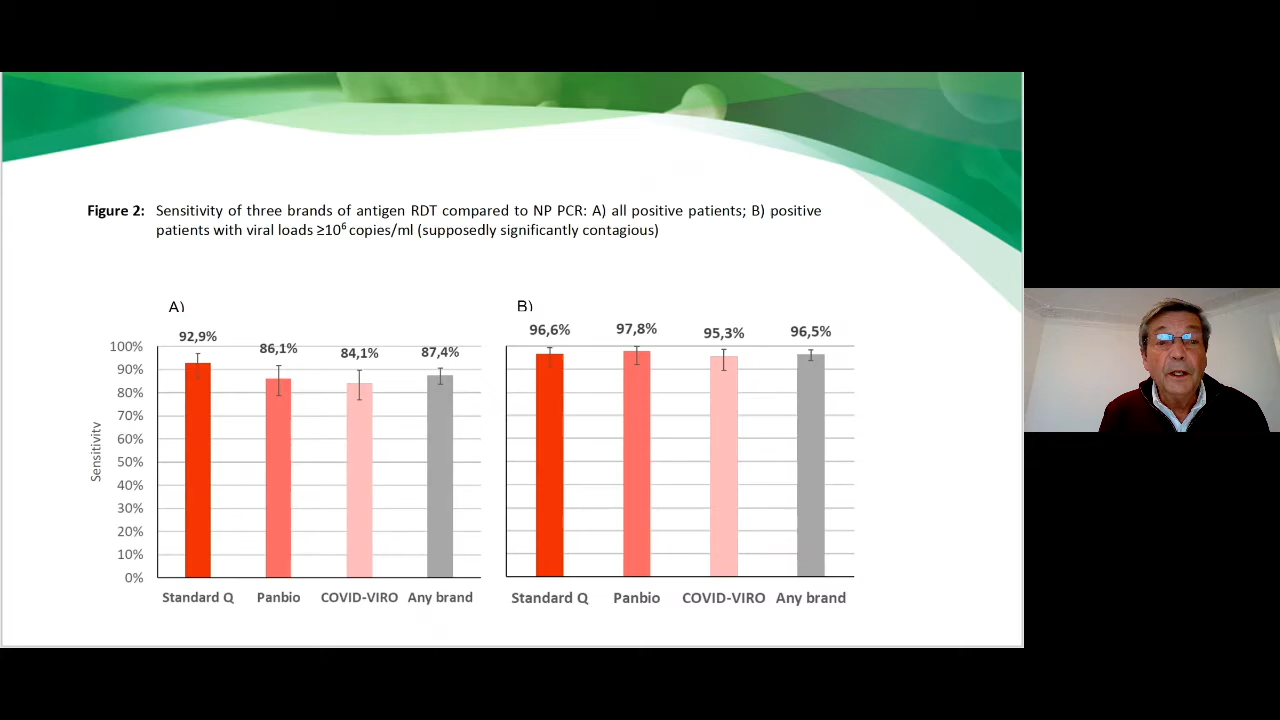 Figure 2: Sensitivity of three brands of antigen RDT compared to NP PCR: A) all positive patients; B) positive
patients with viral loads ≥10⁶ copies/ml (supposedly significantly contagious)
A)
92,9%
86,1%
84,1%
87,4%
100%
90%
80%
70%
60%
50%
40%
30%
20%
10%
0%
Sensitivity
Standard Q Panbio COVID-VIRO Any brand
B)
96,6%
97,8%
95,3%
96,5%
Standard Q Panbio COVID-VIRO Any brand